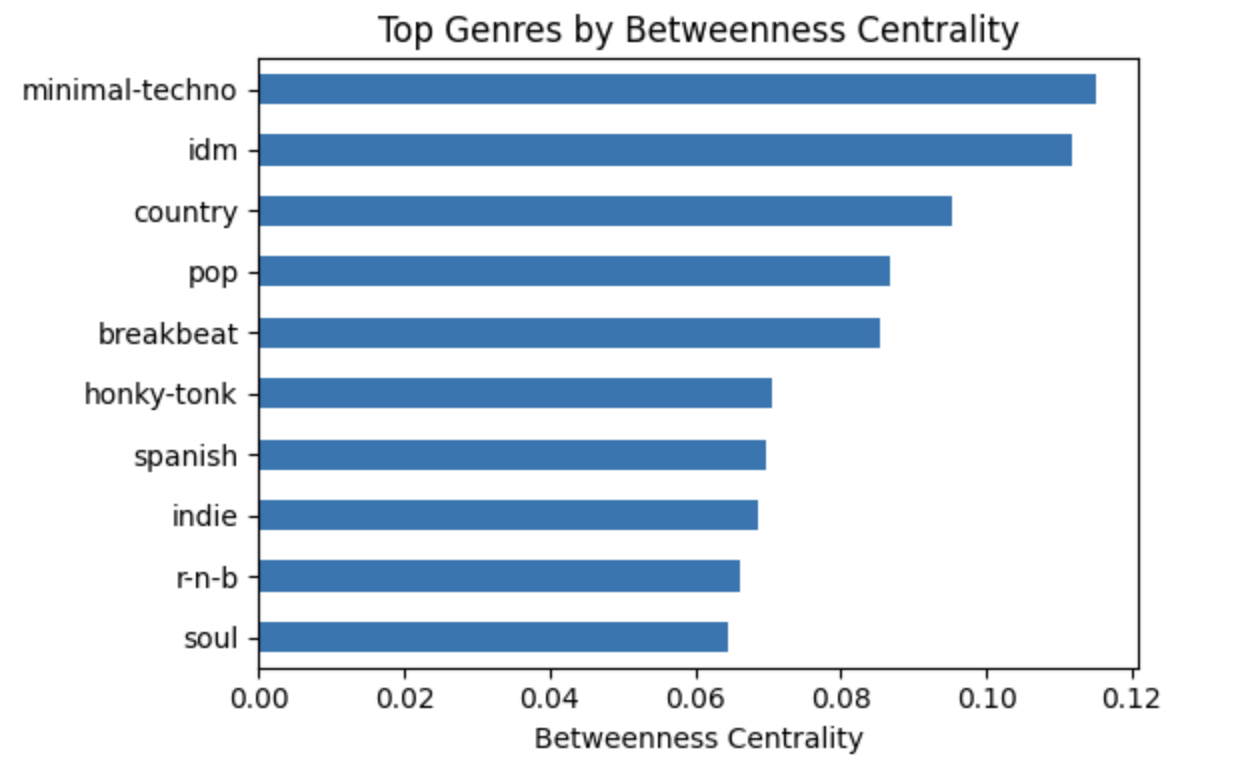 Top Genres by Betweenness Centrality
minimal-techno
idm
country
pop
breakbeat
honky-tonk
spanish
indie
r-n-b
soul
0.00 0.02 0.04 0.06 0.08 0.10 0.12
Betweenness Centrality